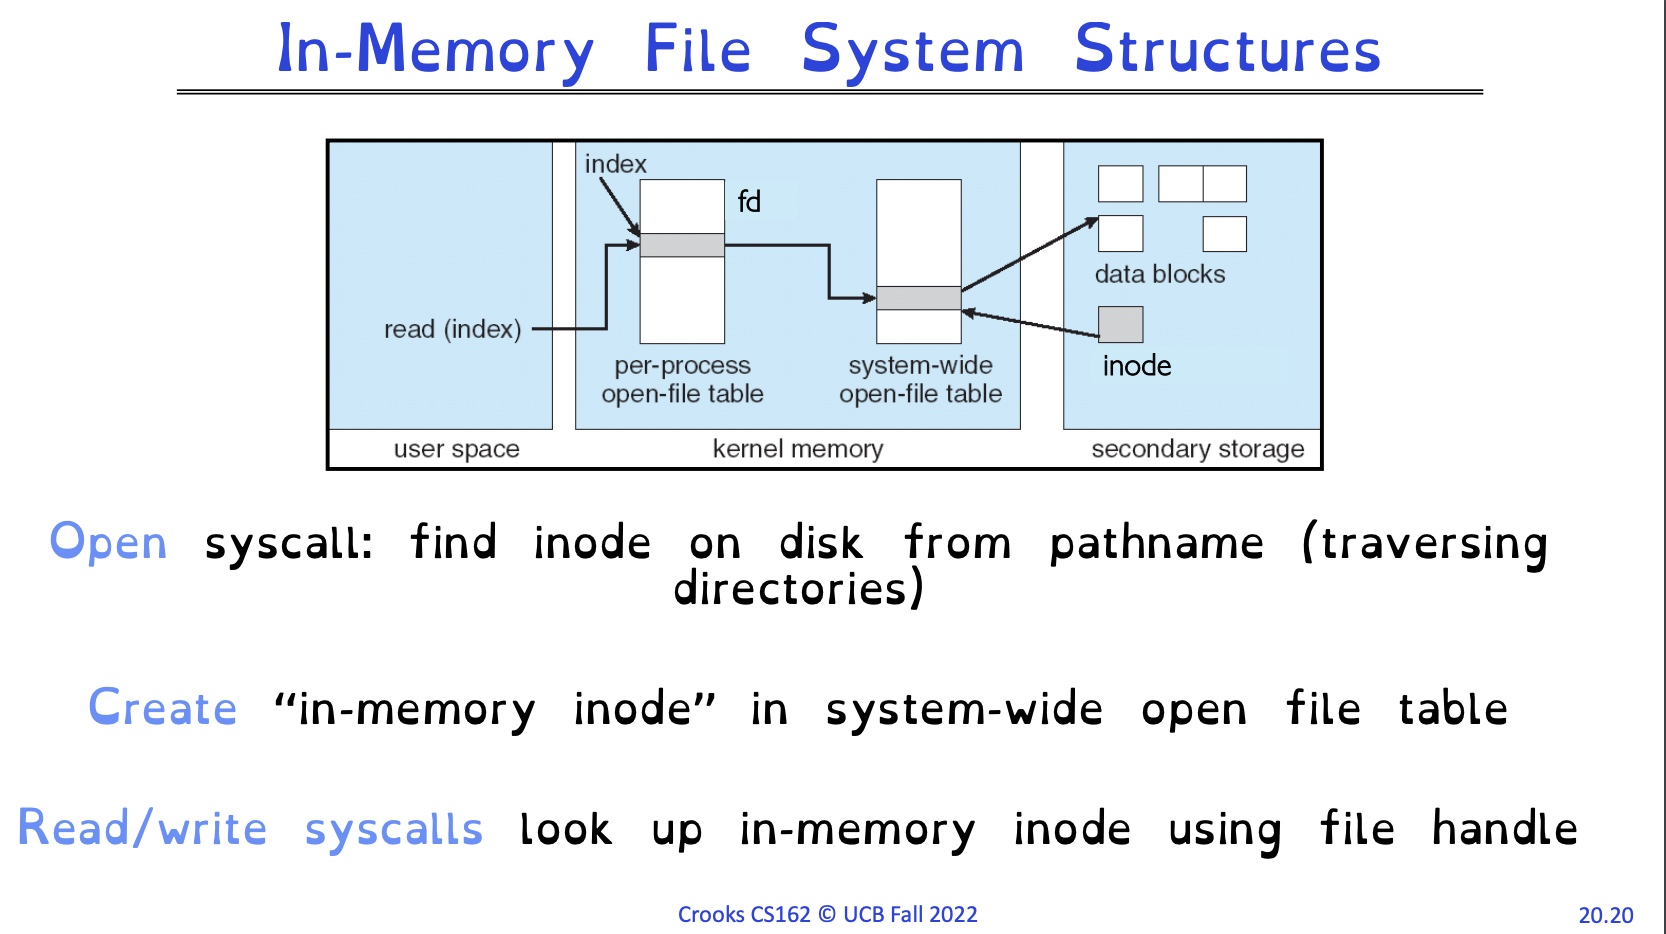 In-Memory File System Structures
index
fd
read (index)
per-process
open-file table
system-wide
open-file table
data blocks
inode
user space
kernel memory
secondary storage
Open syscall: find inode on disk from pathname (traversing
directories)
Create “in-memory inode” in system-wide open file table
Read/write syscalls look up in-memory inode using file handle
Crooks CS162 © UCB Fall 2022
20.20